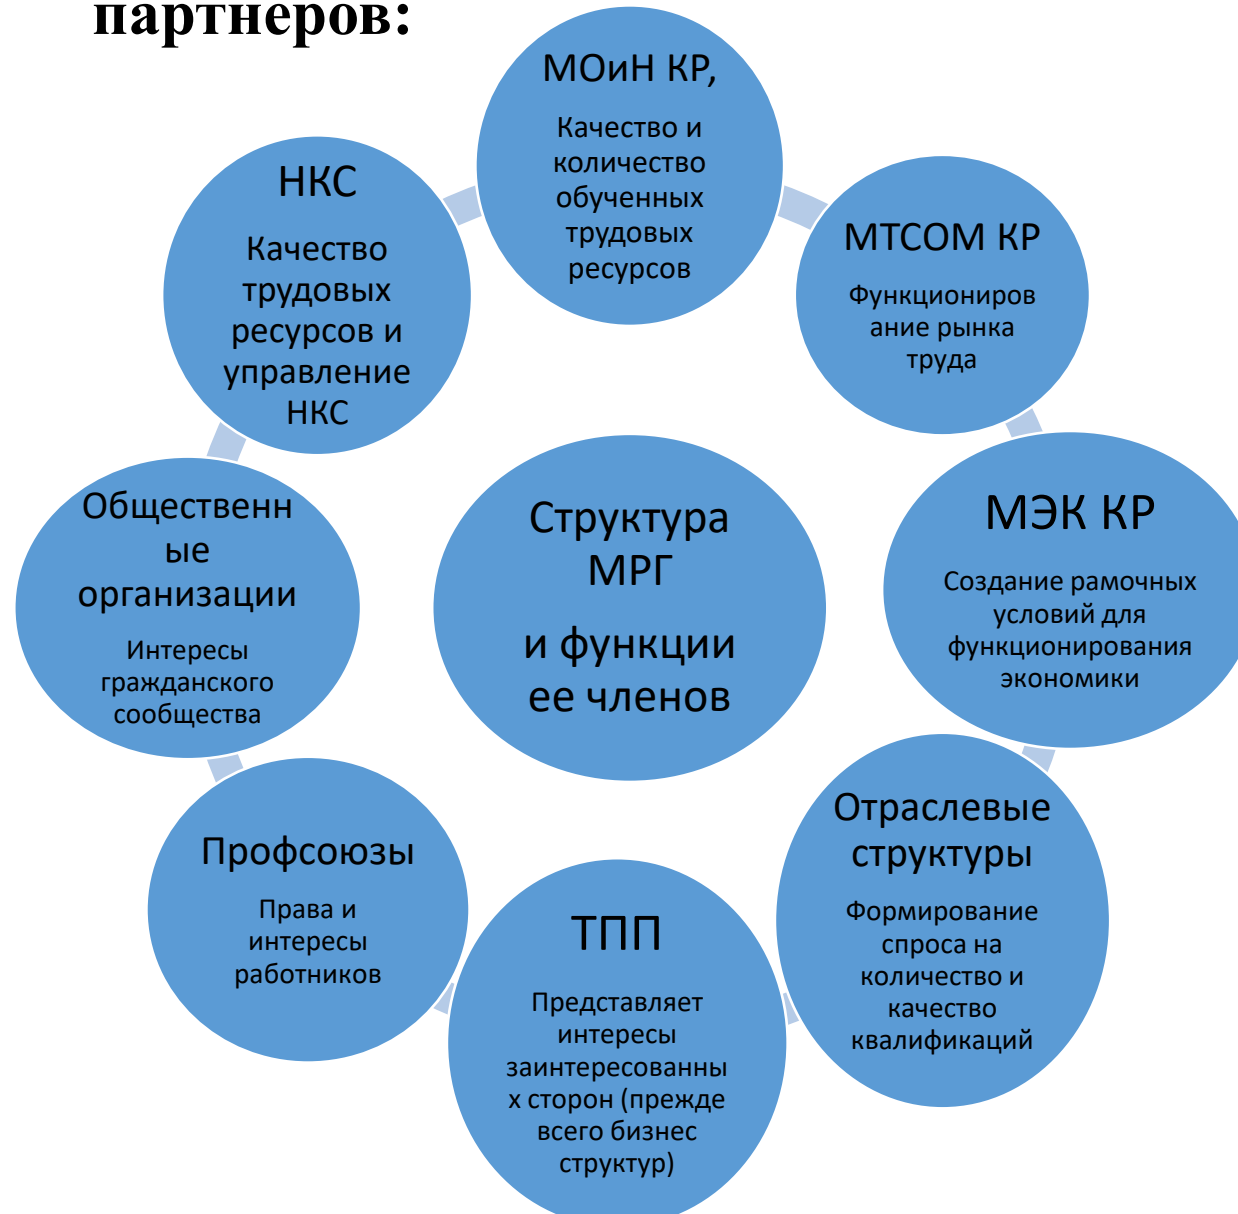 партнеров:
МОиН КР,
Качество и
количество
обученных
трудовых
ресурсов
МТСОМ КР
Функциониров
ание рынка
труда
МЭК КР
Создание рамочных
условий для
функционирования
экономики
Отраслевые
структуры
Формирование
спроса на
количество и
качество
квалификаций
ТПП
Представляет
интересы
заинтересованны
х сторон (прежде
всего бизнес
структур)
Профсоюзы
Права и
интересы
работников
Общественн
ые
организации
Интересы
гражданского
сообщества
НКС
Качество
трудовых
ресурсов и
управление
НКС
Структура
МРГ
и функции
ее членов